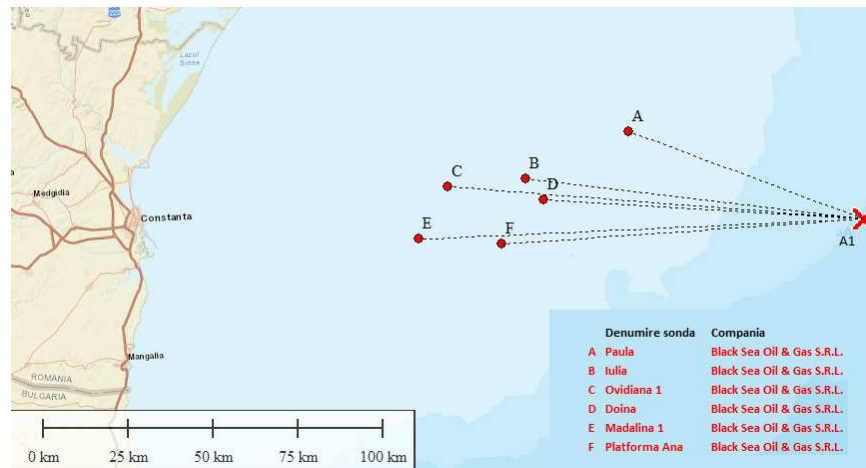 Lacul
Sinoe
A
B
C
D
Medgidia
Constanta
E
F
A1
Denumire sonda Compania
A Paula Black Sea Oil & Gas S.R.L.
Mangalia
B Iulia Black Sea Oil & Gas S.R.L.
ROMANIA
C Ovidiana 1 Black Sea Oil & Gas S.R.L.
BULGARIA
D Doina Black Sea Oil & Gas S.R.L.
E Madalina 1 Black Sea Oil & Gas S.R.L.
F Platforma Ana Black Sea Oil & Gas S.R.L.
0 km 25 km 50 km 75 km 100 km